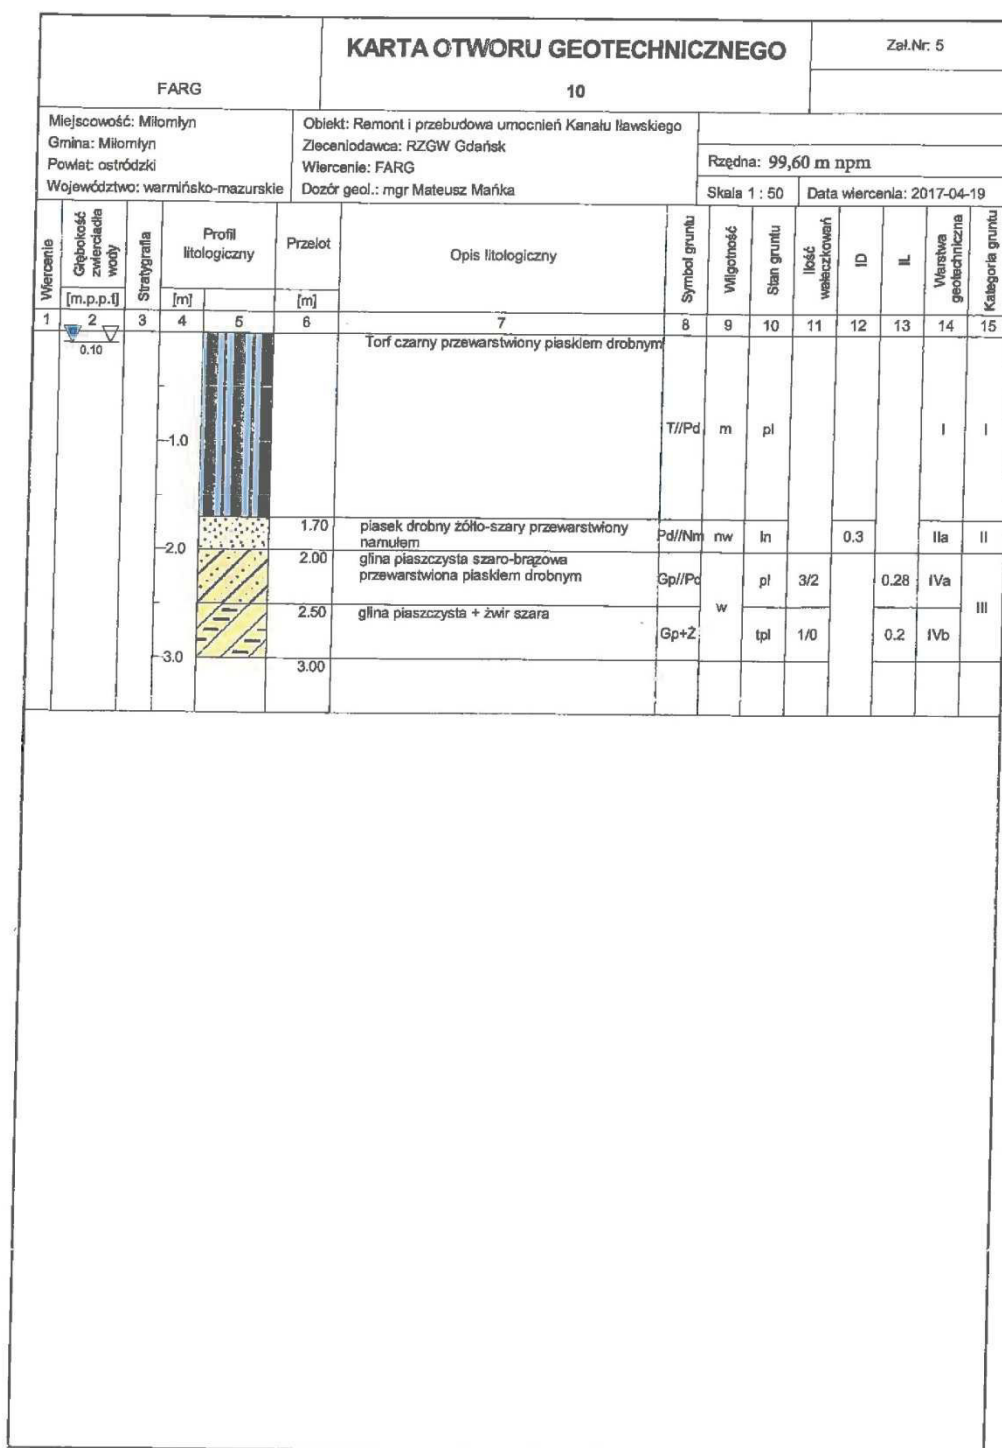 KARTA OTWORU GEOTECHNICZNEGO
Zał.Nr: 5
FARG
10
Miejscowość: Miłomłyn
Gmina: Miłomłyn
Powiat: ostródzki
Województwo: warmińsko-mazurskie
Obiekt: Remont i przebudowa umocnień Kanału Iławskiego
Zleceniodawca: RZGW Gdańsk
Wiercenie: FARG
Dozór geol.: mgr Mateusz Mańka
Rzędna: 99,60 m npm
Skala 1 : 50
Data wiercenia: 2017-04-19
Wiercenie
Głębokość zwierciadła wody
[m.p.p.t]
Stratygrafia
Profil litologiczny
[m]
Przelot
[m]
Opis litologiczny
Symbol gruntu
Wilgotność
Stan gruntu
Ilość wałeczkowań
ID
IL
Warstwa geotechniczna
Kategoria gruntu
1 2 3 4 5 6 7 8 9 10 11 12 13 14 15
0.10
Torf czarny przewarstwiony piaskiem drobnym
1.0
T//Pd m pl I I
1.70 piasek drobny żółto-szary przewarstwiony
namułem
Pd//Nm nw ln 0.3 IIa II
2.0
2.00 glina piaszczysta szaro-brązowa
przewarstwiona piaskiem drobnym
Gp//Pd pl 3/2 0.28 IVa
w III
2.50 glina piaszczysta + żwir szara
Gp+Ż tpl 1/0 0.2 IVb
3.0
3.00